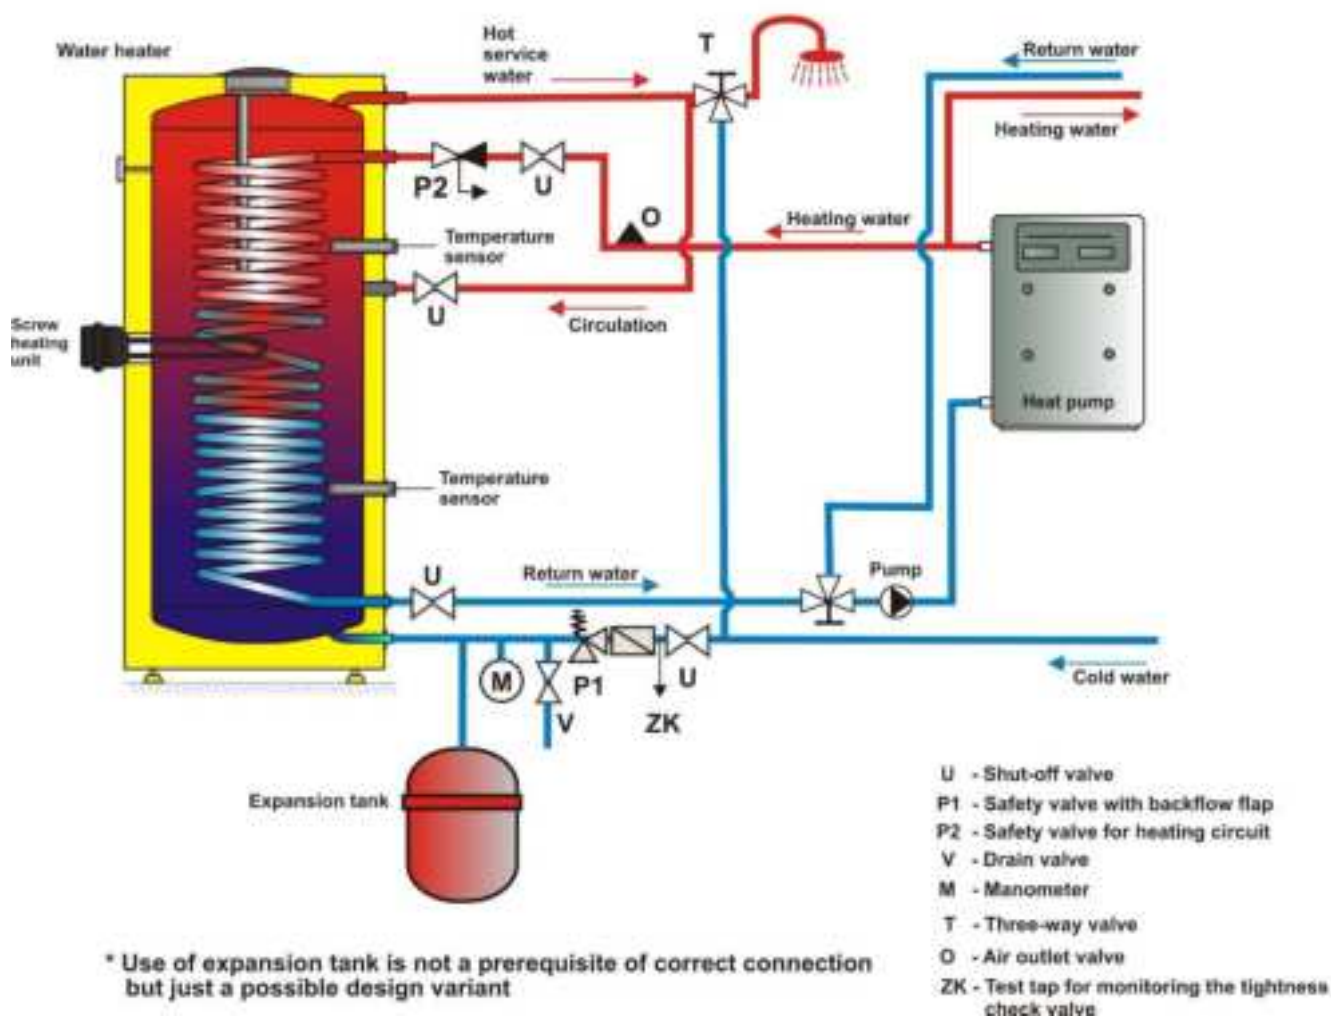 Water heater
Hot
service
water
T
Return water
Heating water
P2
U
O
Heating water
Temperature
sensor
U
Circulation
Screw
heating
unit
Heat pump
Temperature
sensor
U
Return water
Pump
M
V
P1
ZK
U
Cold water
Expansion tank
U - Shut-off valve
P1 - Safety valve with backflow flap
P2 - Safety valve for heating circuit
V - Drain valve
M - Manometer
T - Three-way valve
O - Air outlet valve
ZK - Test tap for monitoring the tightness
check valve
* Use of expansion tank is not a prerequisite of correct connection
but just a possible design variant